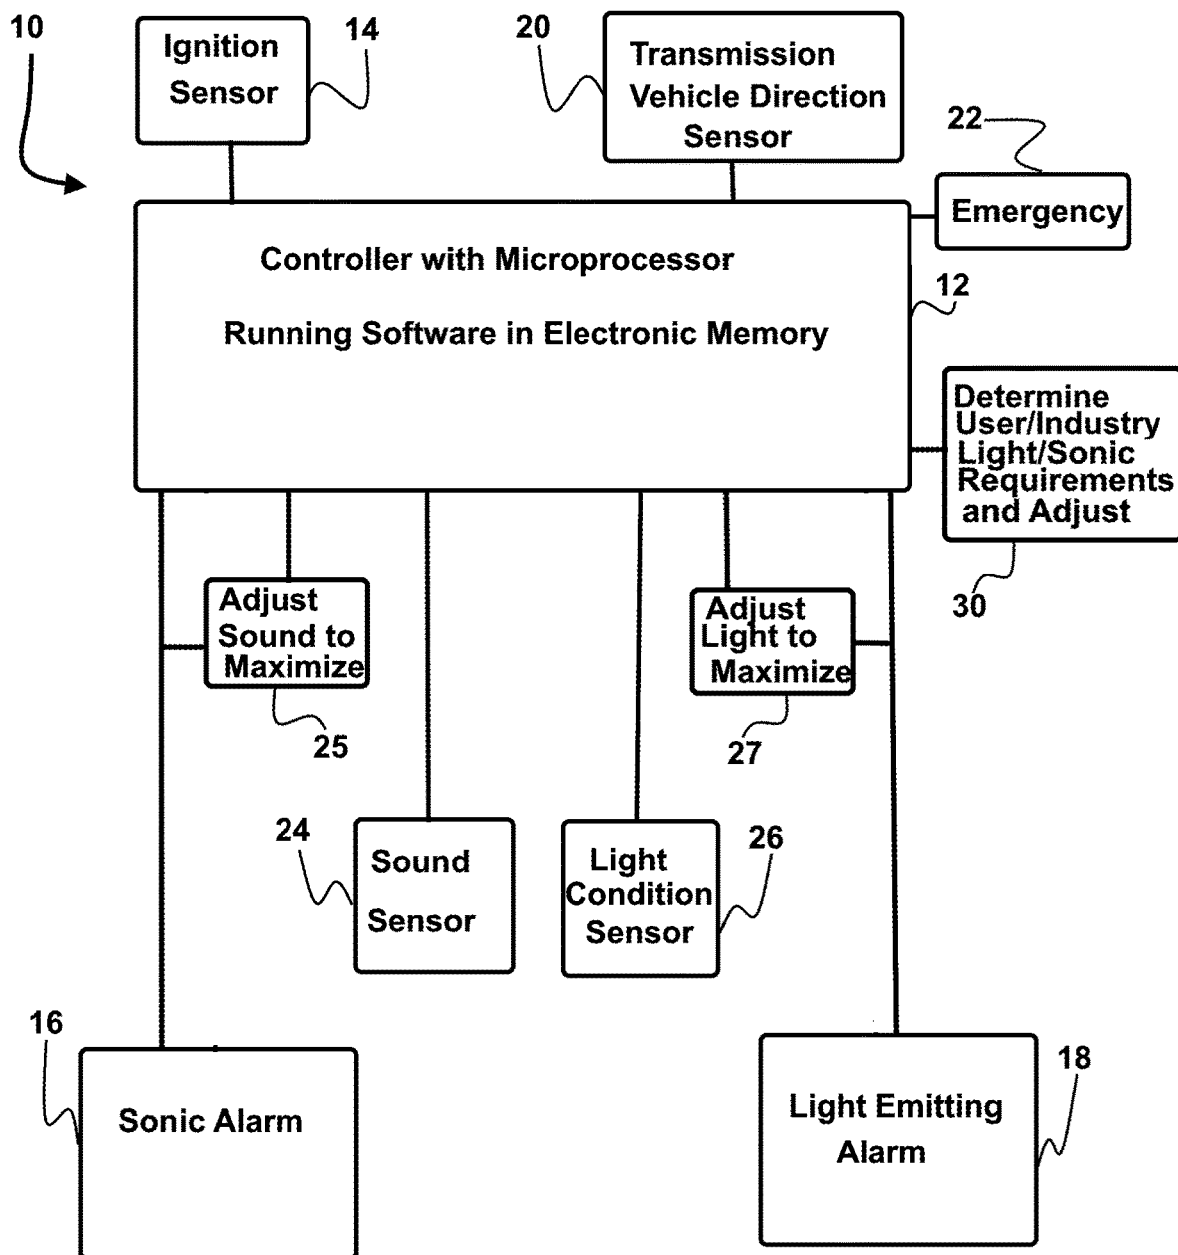 10
Ignition
Sensor
14
20
Transmission
Vehicle Direction
Sensor
22
Emergency
Controller with Microprocessor
Running Software in Electronic Memory
12
Determine
User/Industry
Light/Sonic
Requirements
and Adjust
30
Adjust
Sound to
Maximize
25
Adjust
Light to
Maximize
27
24
Sound
Sensor
Light
Condition
Sensor
26
16
Sonic Alarm
Light Emitting
Alarm
18